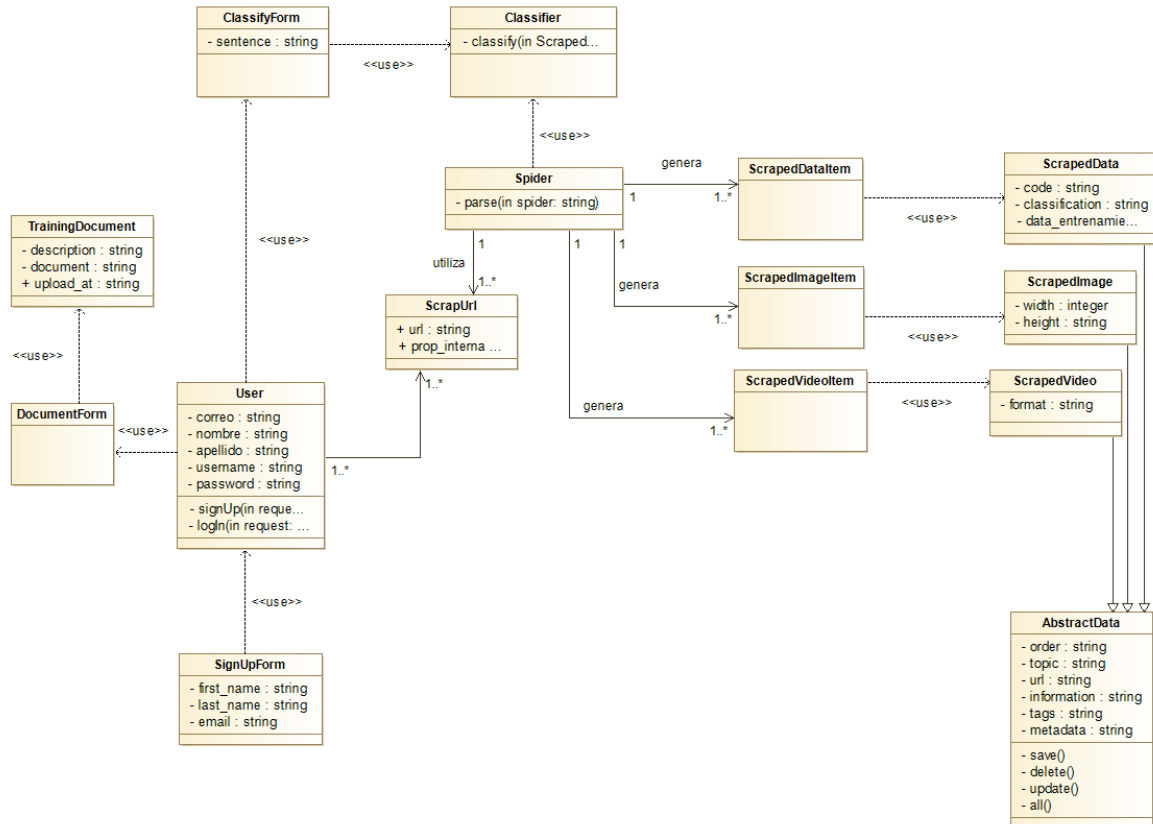 ClassifyForm
- sentence : string
<<use>>
Classifier
- classify(in Scraped...
<<use>>
<<use>>
Spider
- parse(in spider: string)
genera
1
1..*
ScrapedDataItem
<<use>>
ScrapedData
- code : string
- classification : string
- data_entrenamie...
TrainingDocument
- description : string
- document : string
+ upload_at : string
<<use>>
1
utiliza
1..*
1
1
genera
1..*
ScrapedImageItem
<<use>>
ScrapedImage
- width : integer
- height : string
ScrapUrl
+ url : string
+ prop_interna ...
1..*
genera
1..*
ScrapedVideoItem
<<use>>
ScrapedVideo
- format : string
DocumentForm
<<use>>
User
- correo : string
- nombre : string
- apellido : string
- username : string
- password : string
- signUp(in reque...
- logIn(in request: ...
1..*
<<use>>
SignUpForm
- first_name : string
- last_name : string
- email : string
AbstractData
- order : string
- topic : string
- url : string
- information : string
- tags : string
- metadata : string
- save()
- delete()
- update()
- all()